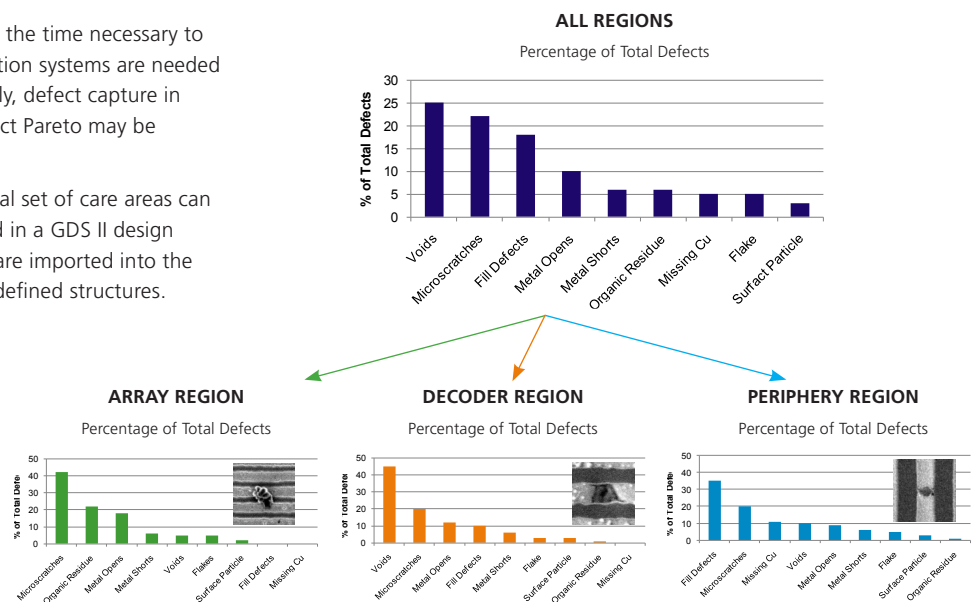 the time necessary to
tion systems are needed
ly, defect capture in
ct Pareto may be
al set of care areas can
d in a GDS II design
are imported into the
defined structures.
ALL REGIONS
Percentage of Total Defects
% of Total Defects
30
25
20
15
10
5
0
Voids
Microscratches
Fill Defects
Metal Opens
Metal Shorts
Organic Residue
Missing Cu
Flake
Surfact Particle
ARRAY REGION
Percentage of Total Defects
% of Total Defe
50
40
30
20
10
0
Microscratches
Organic Residue
Metal Opens
Metal Shorts
Voids
Flakes
Surface Particle
Fill Defects
Missing Cu
DECODER REGION
Percentage of Total Defects
% of Total Defe
50
40
30
20
10
0
Voids
Microscratches
Metal Opens
Fill Defects
Metal Shorts
Flake
Surface Particle
Organic Residue
Missing Cu
PERIPHERY REGION
Percentage of Total Defects
% of Total Defects
50
40
30
20
10
0
Fill Defects
Microscratches
Missing Cu
Voids
Metal Opens
Metal Shorts
Flake
Surface Particle
Organic Residue